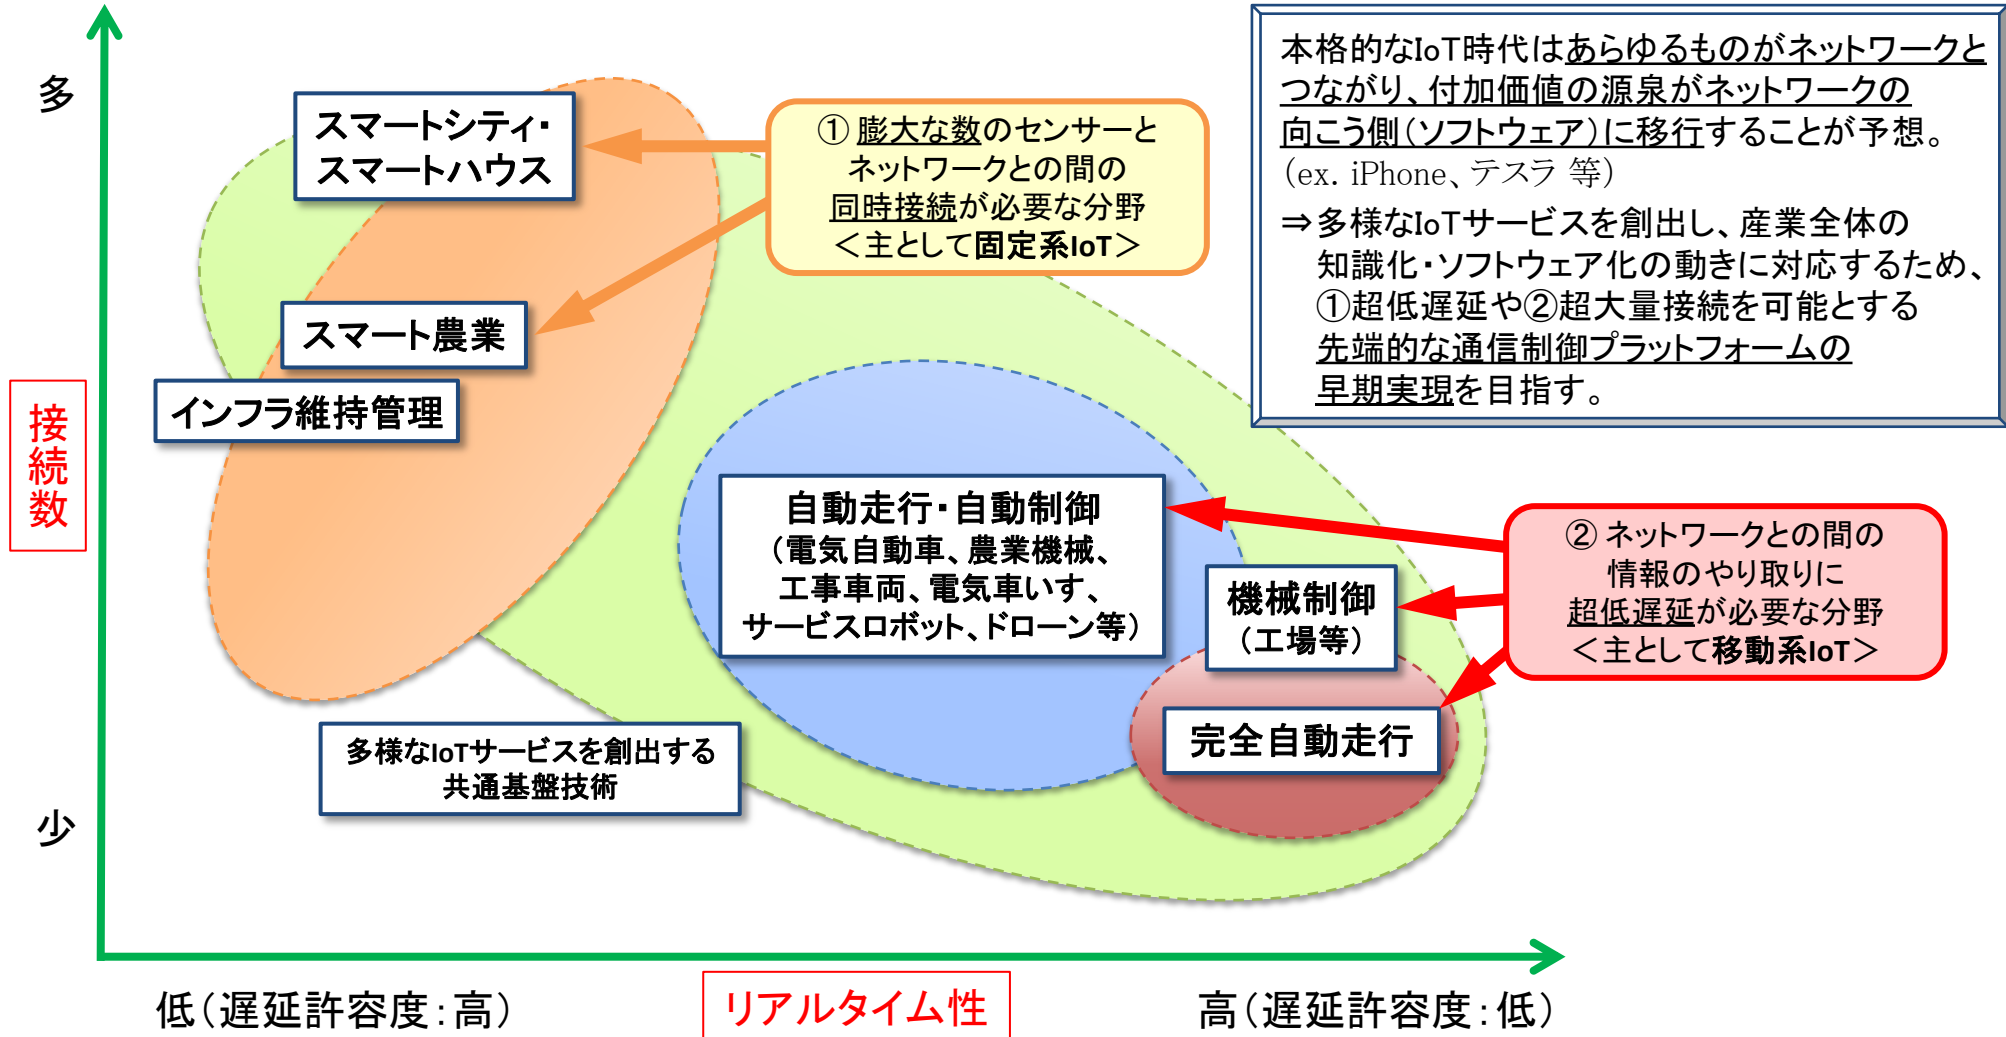 多
スマートシティ・
スマートハウス
① 膨大な数のセンサーと
ネットワークとの間の
同時接続が必要な分野
＜主として固定系IoT＞
本格的なIoT時代はあらゆるものがネットワークと
つながり、付加価値の源泉がネットワークの
向こう側（ソフトウェア）に移行することが予想。
（ex. iPhone、テスラ 等）
⇒多様なIoTサービスを創出し、産業全体の
知識化・ソフトウェア化の動きに対応するため、
①超低遅延や②超大量接続を可能とする
先端的な通信制御プラットフォームの
早期実現を目指す。
スマート農業
インフラ維持管理
接続数
自動走行・自動制御
（電気自動車、農業機械、
工事車両、電気車いす、
サービスロボット、ドローン等）
機械制御
（工場等）
② ネットワークとの間の
情報のやり取りに
超低遅延が必要な分野
＜主として移動系IoT＞
完全自動走行
多様なIoTサービスを創出する
共通基盤技術
少
低（遅延許容度：高）
リアルタイム性
高（遅延許容度：低）